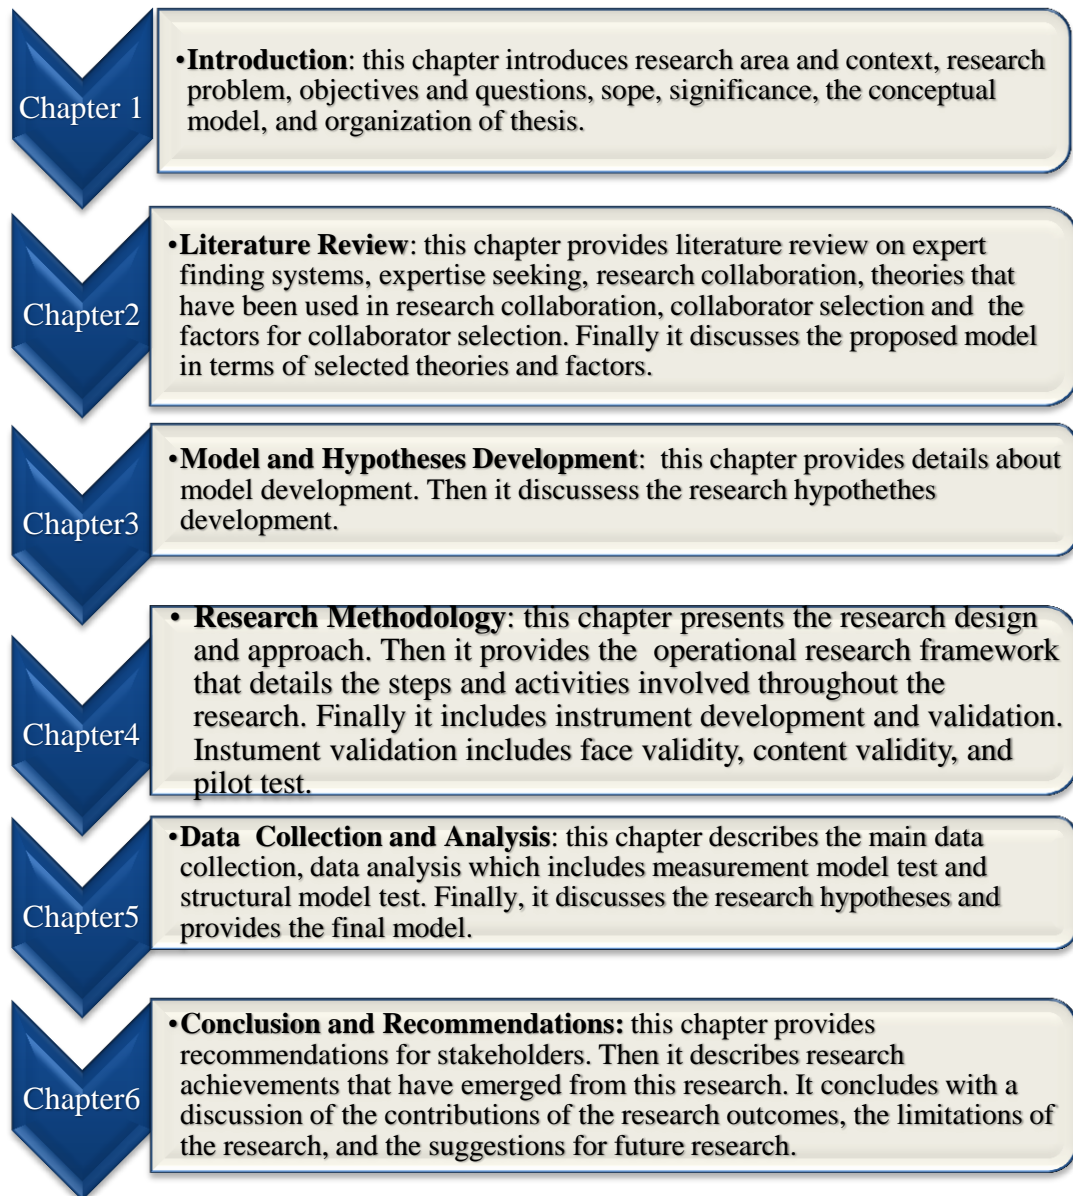 Chapter 1
•Introduction: this chapter introduces research area and context, research
problem, objectives and questions, sope, significance, the conceptual
model, and organization of thesis.
Chapter2
•Literature Review: this chapter provides literature review on expert
finding systems, expertise seeking, research collaboration, theories that
have been used in research collaboration, collaborator selection and  the
factors for collaborator selection. Finally it discusses the proposed model
in terms of selected theories and factors.
Chapter3
•Model and Hypotheses Development:  this chapter provides details about
model development. Then it discussess the research hypothethes
development.
Chapter4
• Research Methodology: this chapter presents the research design
and approach. Then it provides the  operational research framework
that details the steps and activities involved throughout the
research. Finally it includes instrument development and validation.
Instument validation includes face validity, content validity, and
pilot test.
Chapter5
•Data  Collection and Analysis: this chapter describes the main data
collection, data analysis which includes measurement model test and
structural model test. Finally, it discusses the research hypotheses and
provides the final model.
Chapter6
•Conclusion and Recommendations: this chapter provides
recommendations for stakeholders. Then it describes research
achievements that have emerged from this research. It concludes with a
discussion of the contributions of the research outcomes, the limitations of
the research, and the suggestions for future research.